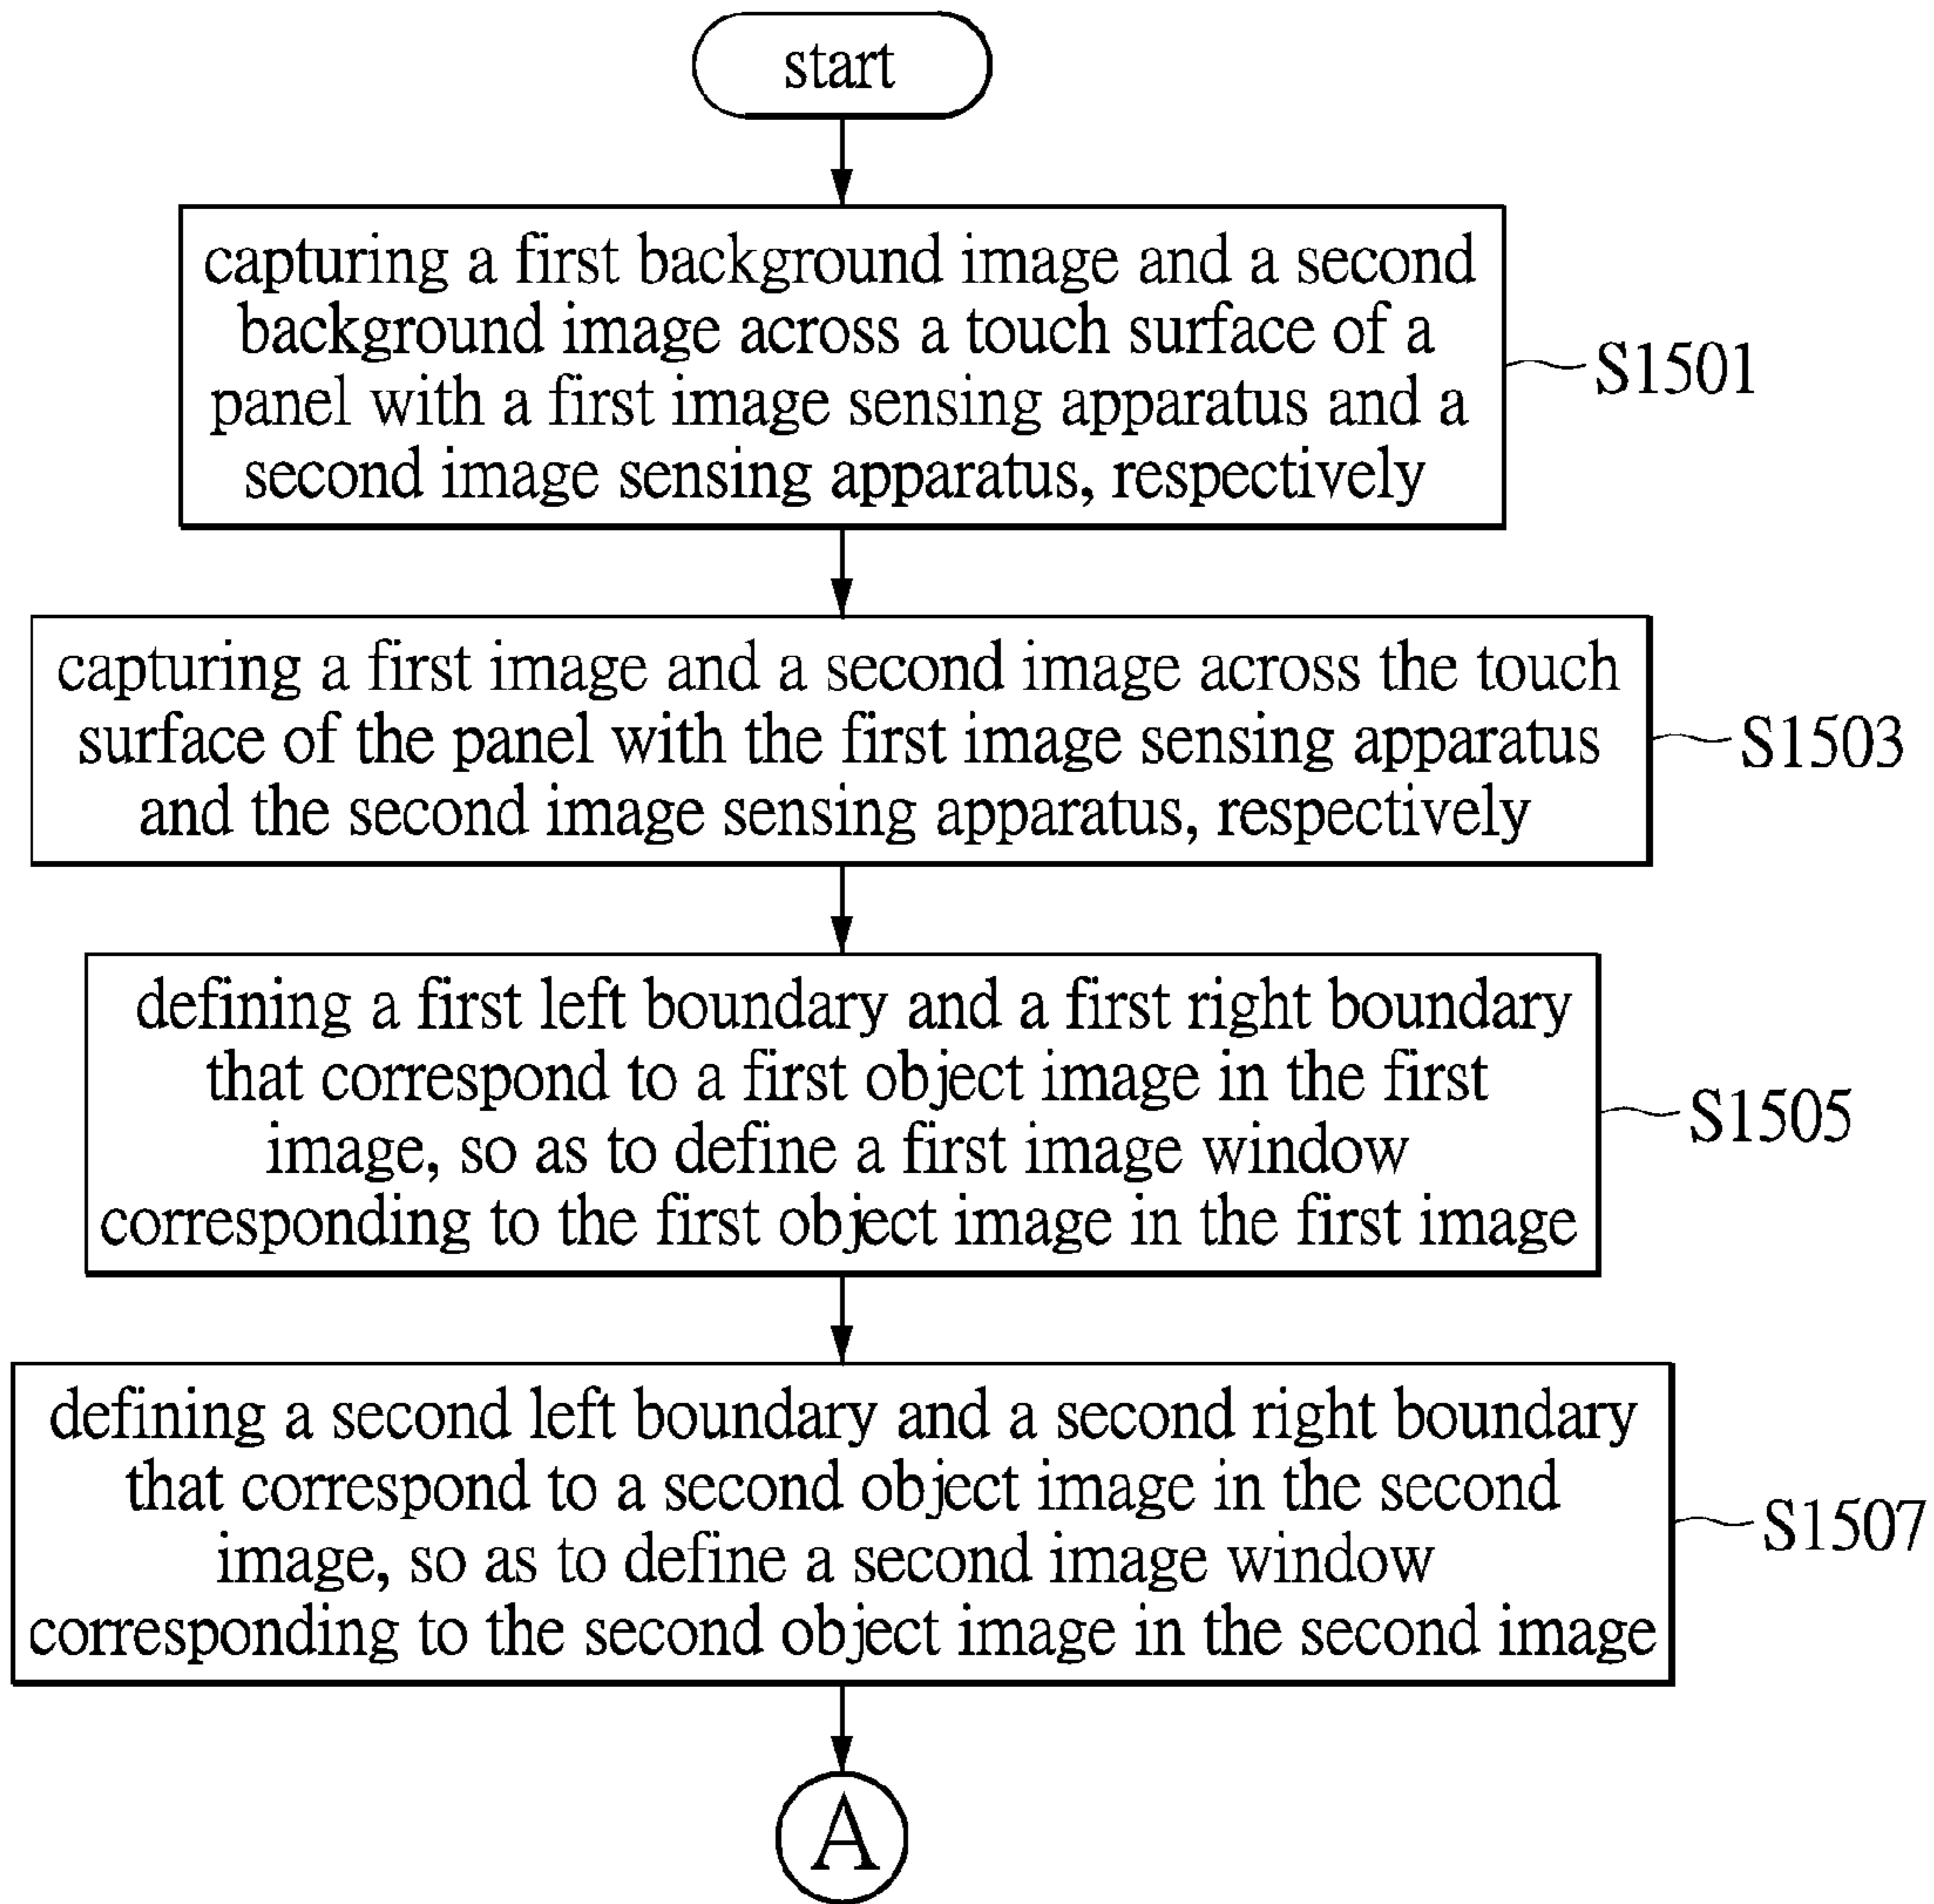 start
capturing a first background image and a second
background image across a touch surface of a
panel with a first image sensing apparatus and a
second image sensing apparatus, respectively
S1501
capturing a first image and a second image across the touch
surface of the panel with the first image sensing apparatus
and the second image sensing apparatus, respectively
S1503
defining a first left boundary and a first right boundary
that correspond to a first object image in the first
image, so as to define a first image window
corresponding to the first object image in the first image
S1505
defining a second left boundary and a second right boundary
that correspond to a second object image in the second
image, so as to define a second image window
corresponding to the second object image in the second image
S1507
A